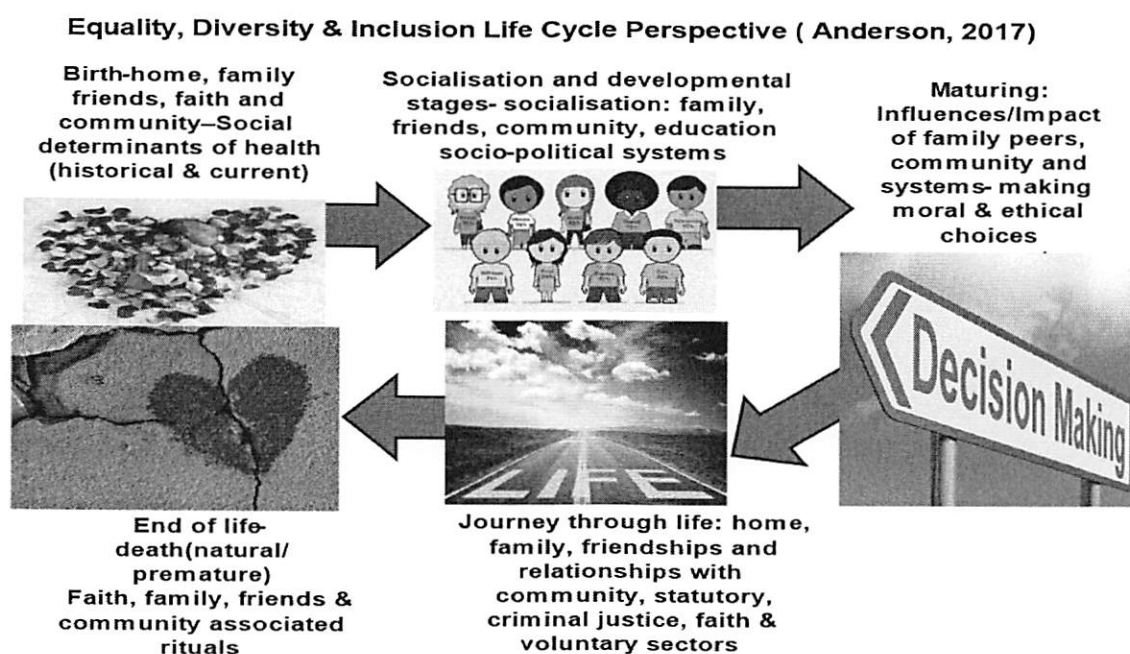 Equality, Diversity & Inclusion Life Cycle Perspective ( Anderson, 2017)
Birth-home, family
friends, faith and
community–Social
determinants of health
(historical & current)
Socialisation and developmental
stages- socialisation: family,
friends, community, education
socio-political systems
Maturing:
Influences/Impact
of family peers,
community and
systems- making
moral & ethical
choices
Decision Making
LIFE
Journey through life: home,
family, friendships and
relationships with
community, statutory,
criminal justice, faith &
voluntary sectors
End of life-
death(natural/
premature)
Faith, family, friends &
community associated
rituals